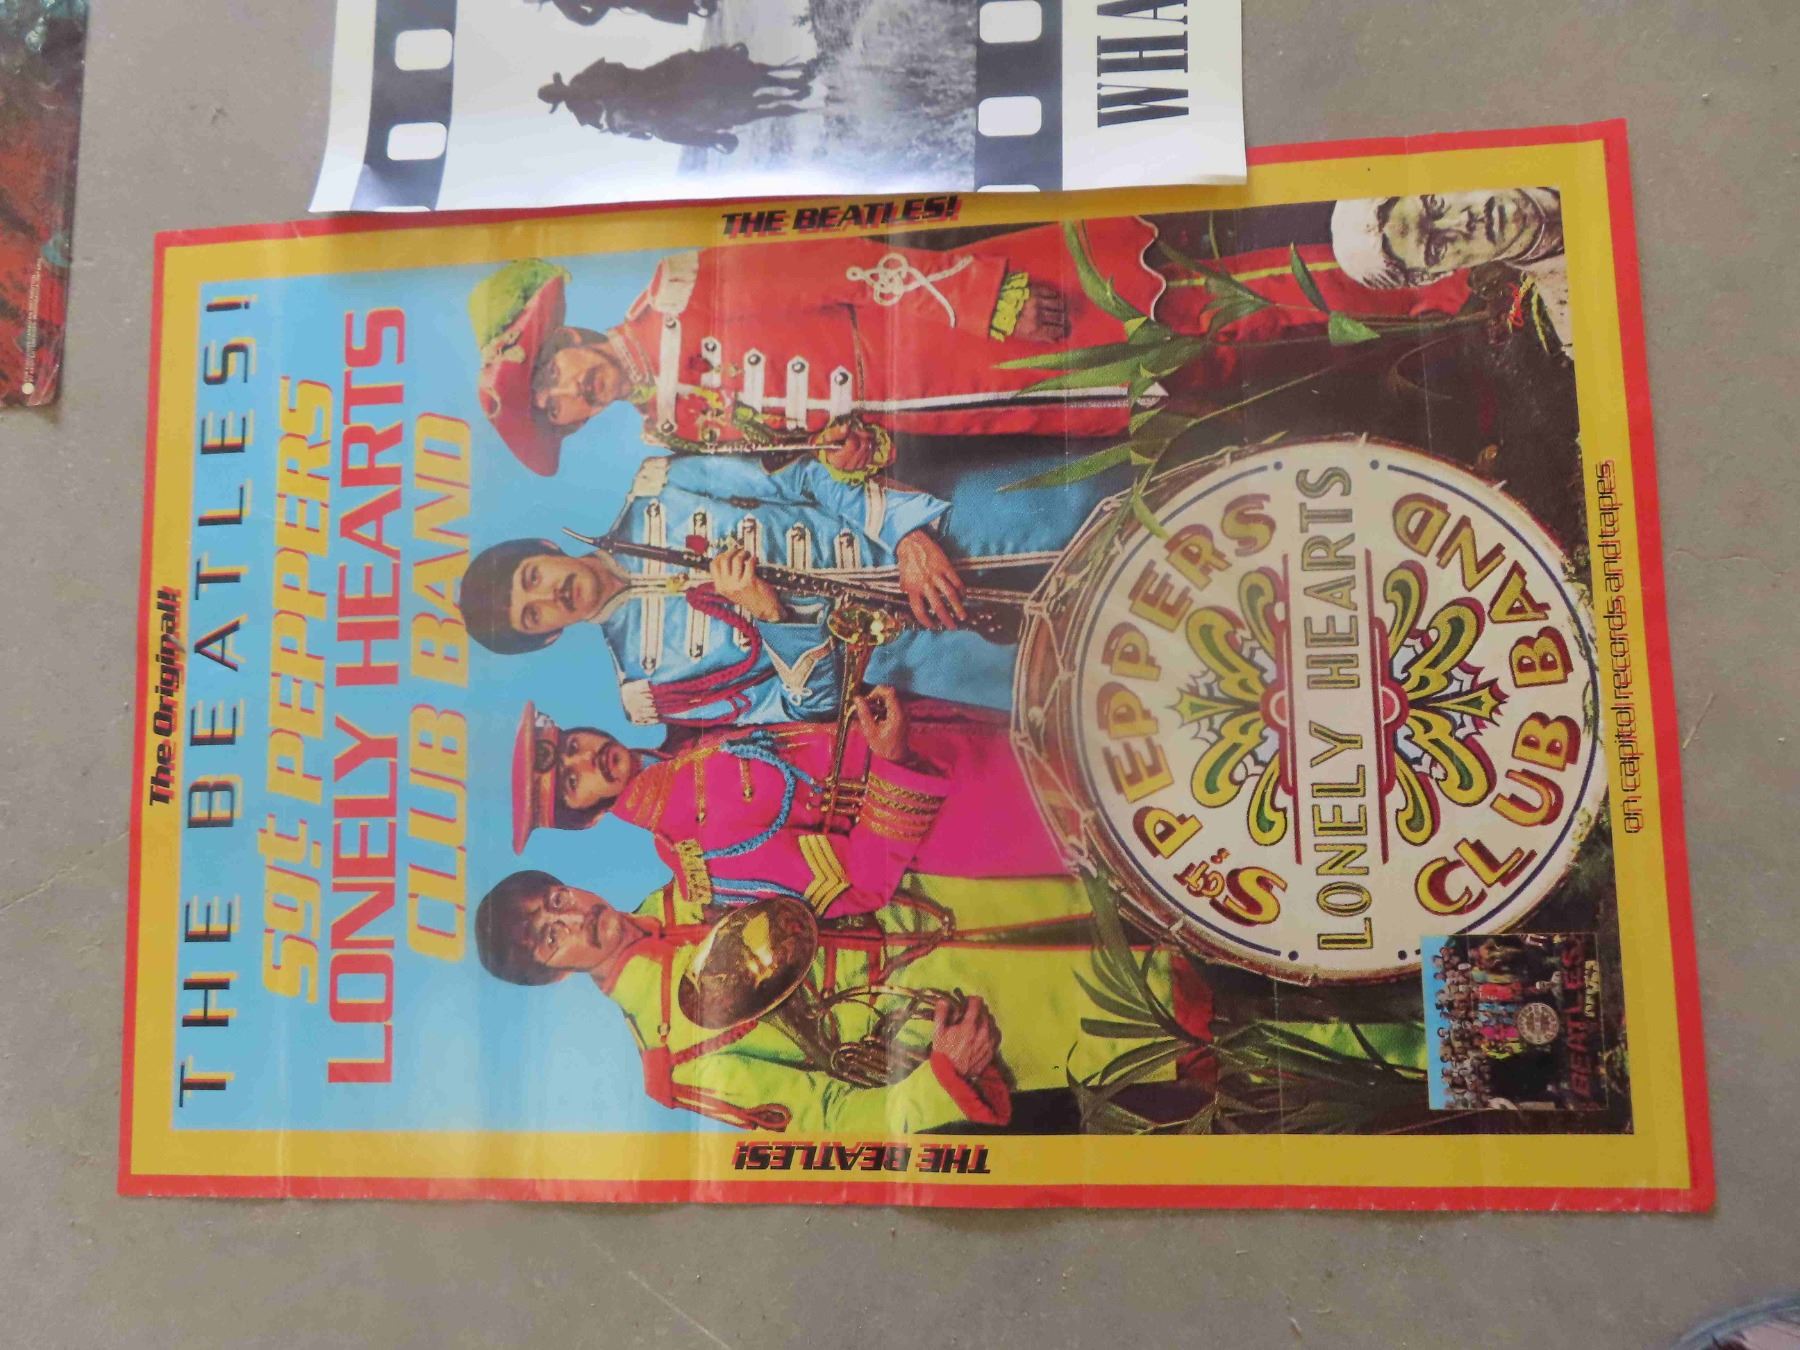 WHA
The Original!
THE BEATLES!
sgt PEPPERS
LONELY HEARTS
CLUB BAND
THE BEATLES!
THE BEATLES!
SGT. PEPPERS
LONELY HEARTS
CLUB BAND
BEATLES
on capitol records and tapes